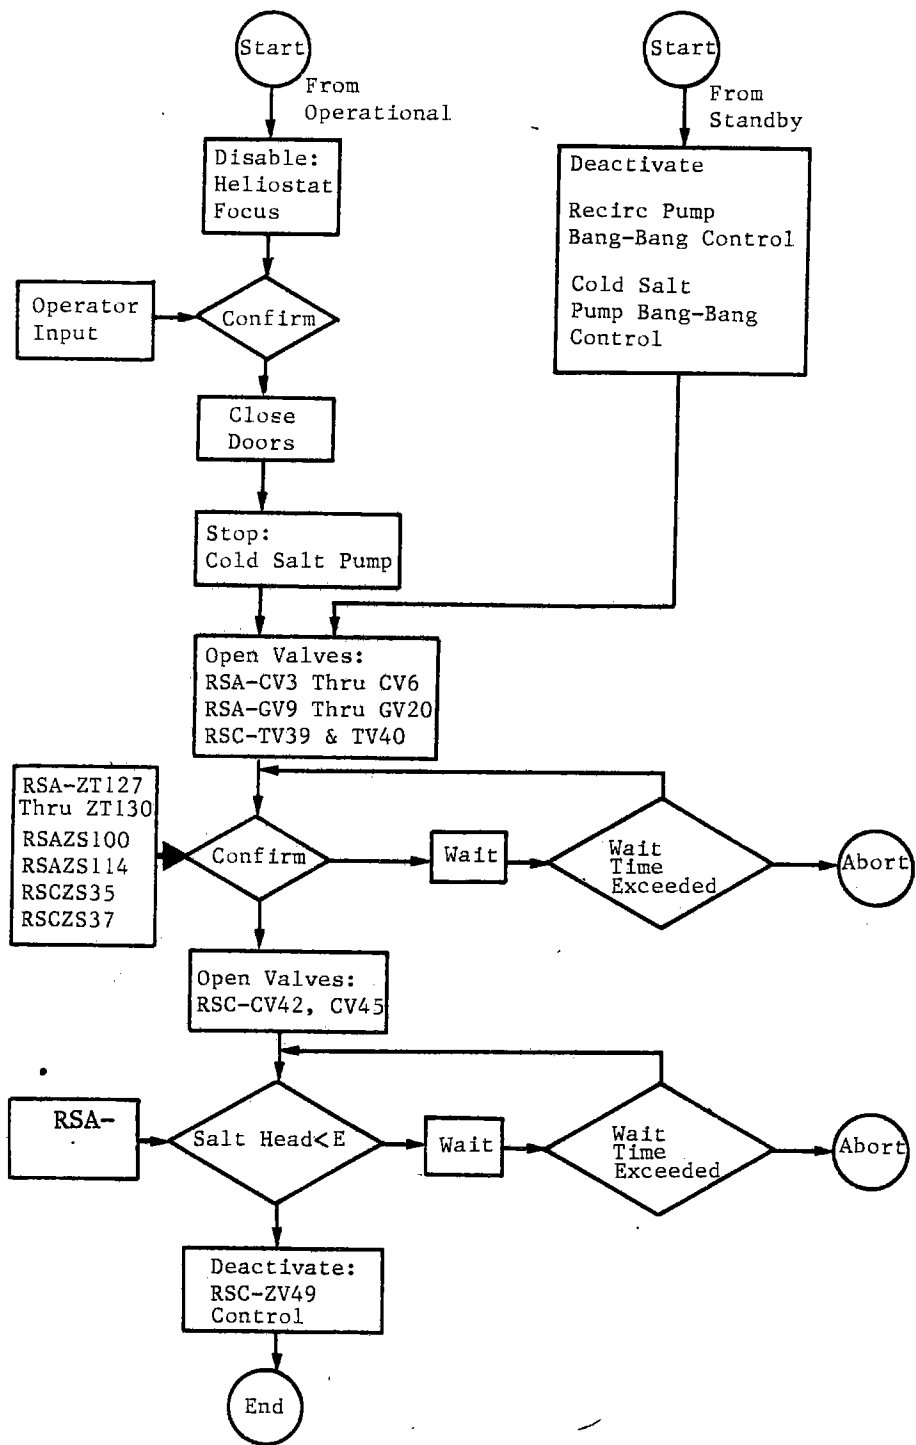 Start
From
Operational
Disable:
Heliostat
Focus
Operator
Input
Confirm
Close
Doors
Stop:
Cold Salt Pump
Start
From
Standby
Deactivate
Recirc Pump
Bang-Bang Control
Cold Salt
Pump Bang-Bang
Control
Open Valves:
RSA-CV3 Thru CV6
RSA-GV9 Thru GV20
RSC-TV39 & TV40
RSA-ZT127
Thru ZT130
RSAZS100
RSAZS114
RSCZS35
RSCZS37
Confirm
Wait
Wait
Time
Exceeded
Abort
Open Valves:
RSC-CV42, CV45
RSA-
Salt Head<E
Wait
Wait
Time
Exceeded
Abort
Deactivate:
RSC-ZV49
Control
End